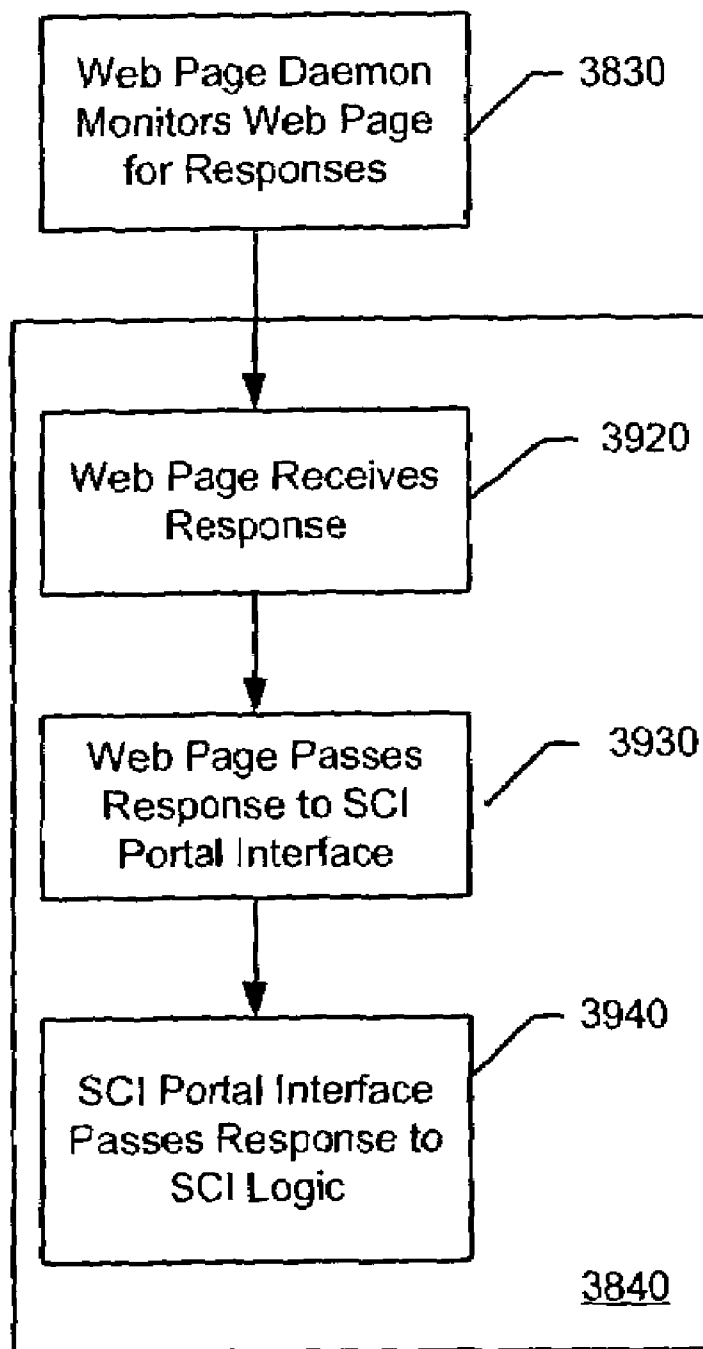 Web Page Daemon
Monitors Web Page
for Responses
3830
Web Page Receives
Response
3920
Web Page Passes
Response to SCI
Portal Interface
3930
SCI Portal Interface
Passes Response to
SCI Logic
3940
3840